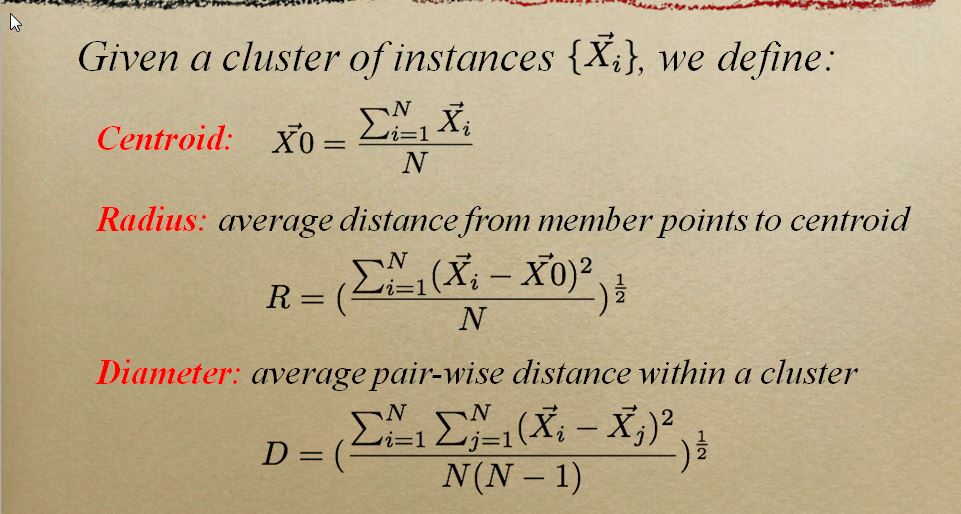 Given a cluster of instances $\{\vec{X}_i\}$, we define:
Centroid: $\vec{X0} = \frac{\sum_{i=1}^{N} \vec{X}_i}{N}$
Radius: average distance from member points to centroid
$R = (\frac{\sum_{i=1}^{N} (\vec{X}_i - \vec{X0})^2}{N})^{\frac{1}{2}}$
Diameter: average pair-wise distance within a cluster
$D = (\frac{\sum_{i=1}^{N} \sum_{j=1}^{N} (\vec{X}_i - \vec{X}_j)^2}{N(N-1)})^{\frac{1}{2}}$